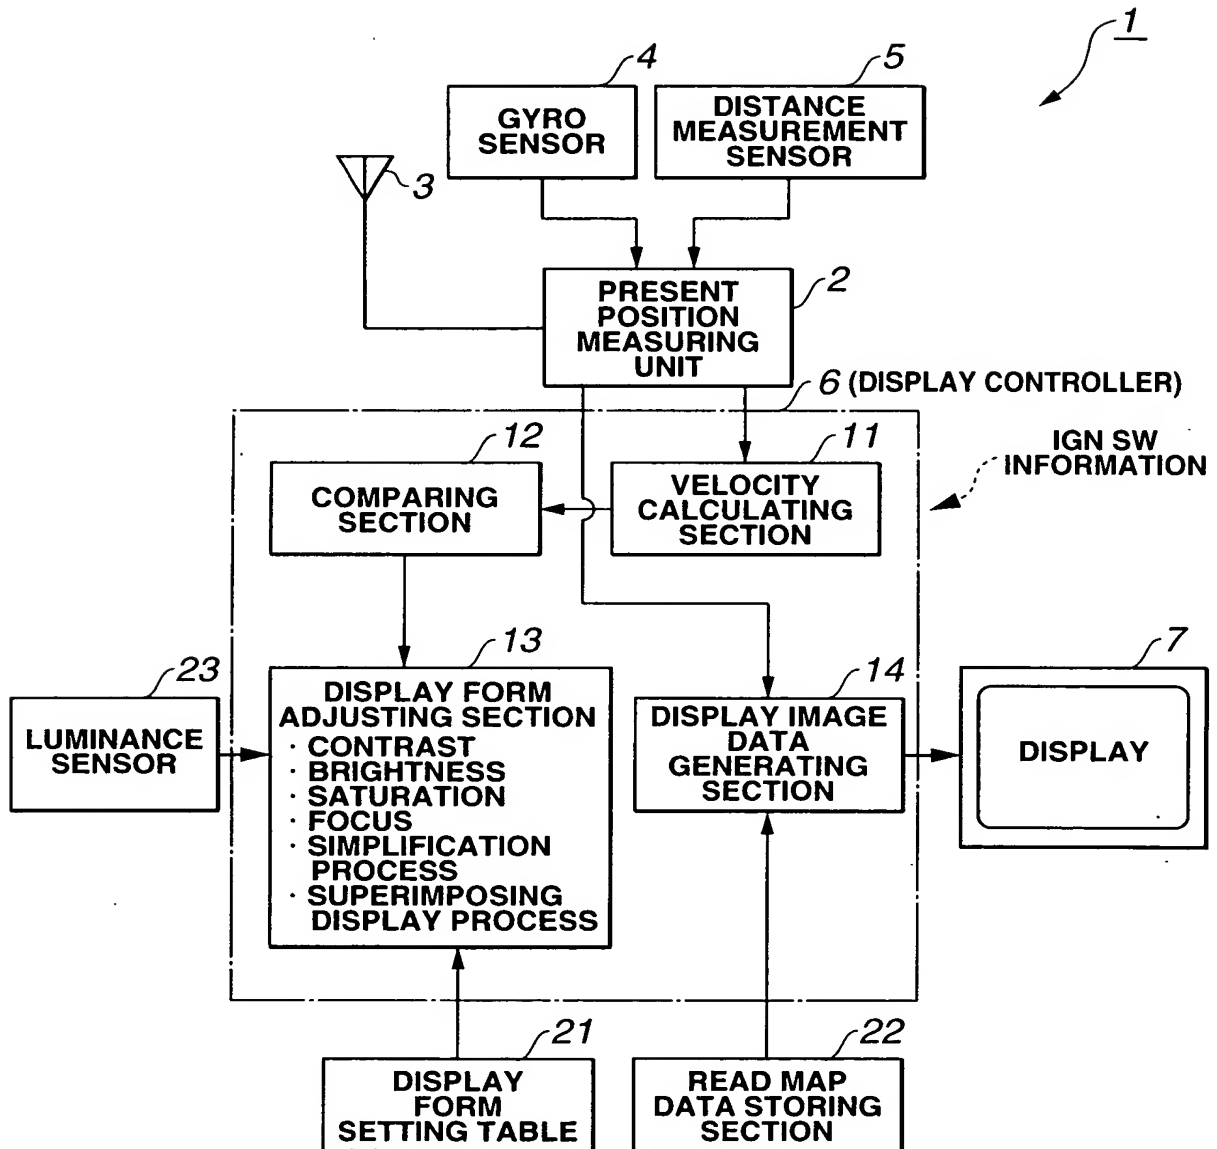 1
4
5
GYRO
SENSOR
DISTANCE
MEASUREMENT
SENSOR
3
2
PRESENT
POSITION
MEASURING
UNIT
6 (DISPLAY CONTROLLER)
12
11
IGN SW
INFORMATION
COMPARING
SECTION
VELOCITY
CALCULATING
SECTION
23
13
14
7
LUMINANCE
SENSOR
DISPLAY FORM
ADJUSTING SECTION
· CONTRAST
· BRIGHTNESS
· SATURATION
· FOCUS
· SIMPLIFICATION
PROCESS
· SUPERIMPOSING
DISPLAY PROCESS
DISPLAY IMAGE
DATA
GENERATING
SECTION
DISPLAY
21
22
DISPLAY
FORM
SETTING TABLE
READ MAP
DATA STORING
SECTION